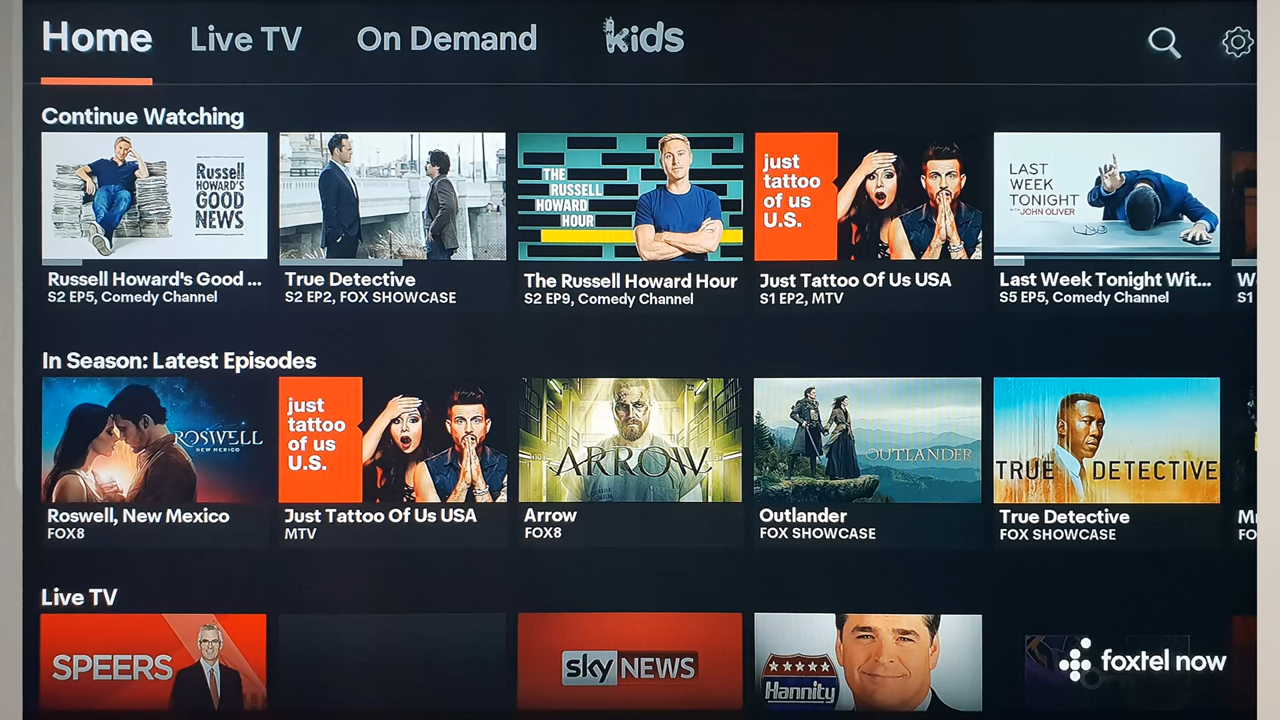 Home Live TV On Demand kids
Continue Watching
Russell
HOWARD'S
GOOD
NEWS
THE
RUSSELL
HOWARD
HOUR
just
tattoo
of us
U.S.
LAST
WEEK
TONIGHT
WITH JOHN OLIVER
Russell Howard's Good ...
S2 EP5, Comedy Channel
True Detective
S2 EP2, FOX SHOWCASE
The Russell Howard Hour
S2 EP9, Comedy Channel
Just Tattoo Of Us USA
S1 EP2, MTV
Last Week Tonight Wit...
S5 EP5, Comedy Channel
S1
In Season: Latest Episodes
ROSWELL
NEW MEXICO
just
tattoo
of us
U.S.
ARROW
OUTLANDER
TRUE DETECTIVE
Roswell, New Mexico
FOX8
Just Tattoo Of Us USA
MTV
Arrow
FOX8
Outlander
FOX SHOWCASE
True Detective
FOX SHOWCASE
Live TV
SPEERS
sky NEWS
Hannity
foxtel now